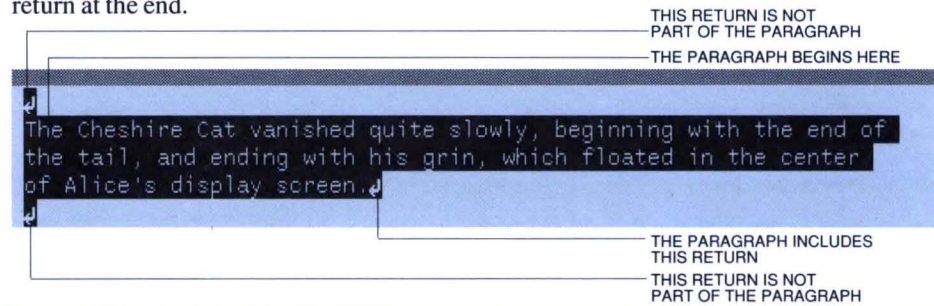 return at the end.
THIS RETURN IS NOT
PART OF THE PARAGRAPH
THE PARAGRAPH BEGINS HERE
The Cheshire Cat vanished quite slowly, beginning with the end of
the tail, and ending with his grin, which floated in the center
of Alice's display screen.
THE PARAGRAPH INCLUDES
THIS RETURN
THIS RETURN IS NOT
PART OF THE PARAGRAPH